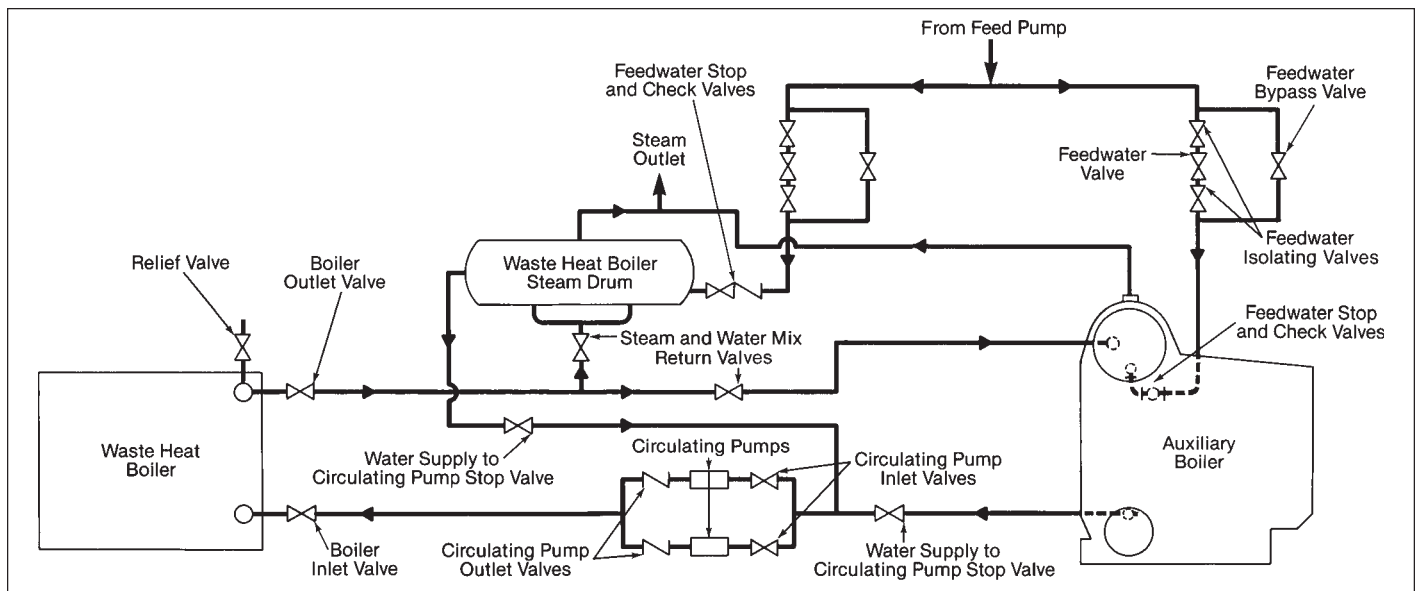 From Feed Pump
Feedwater Stop
and Check Valves
Feedwater
Bypass Valve
Steam
Outlet
Feedwater
Valve
Feedwater
Isolating Valves
Relief Valve
Boiler
Outlet Valve
Waste Heat Boiler
Steam Drum
Steam and Water Mix
Return Valves
Feedwater Stop
and Check Valves
Waste Heat
Boiler
Water Supply to
Circulating Pump Stop Valve
Circulating Pumps
Circulating Pump
Inlet Valves
Auxiliary
Boiler
Boiler
Inlet Valve
Circulating Pump
Outlet Valves
Water Supply to
Circulating Pump Stop Valve